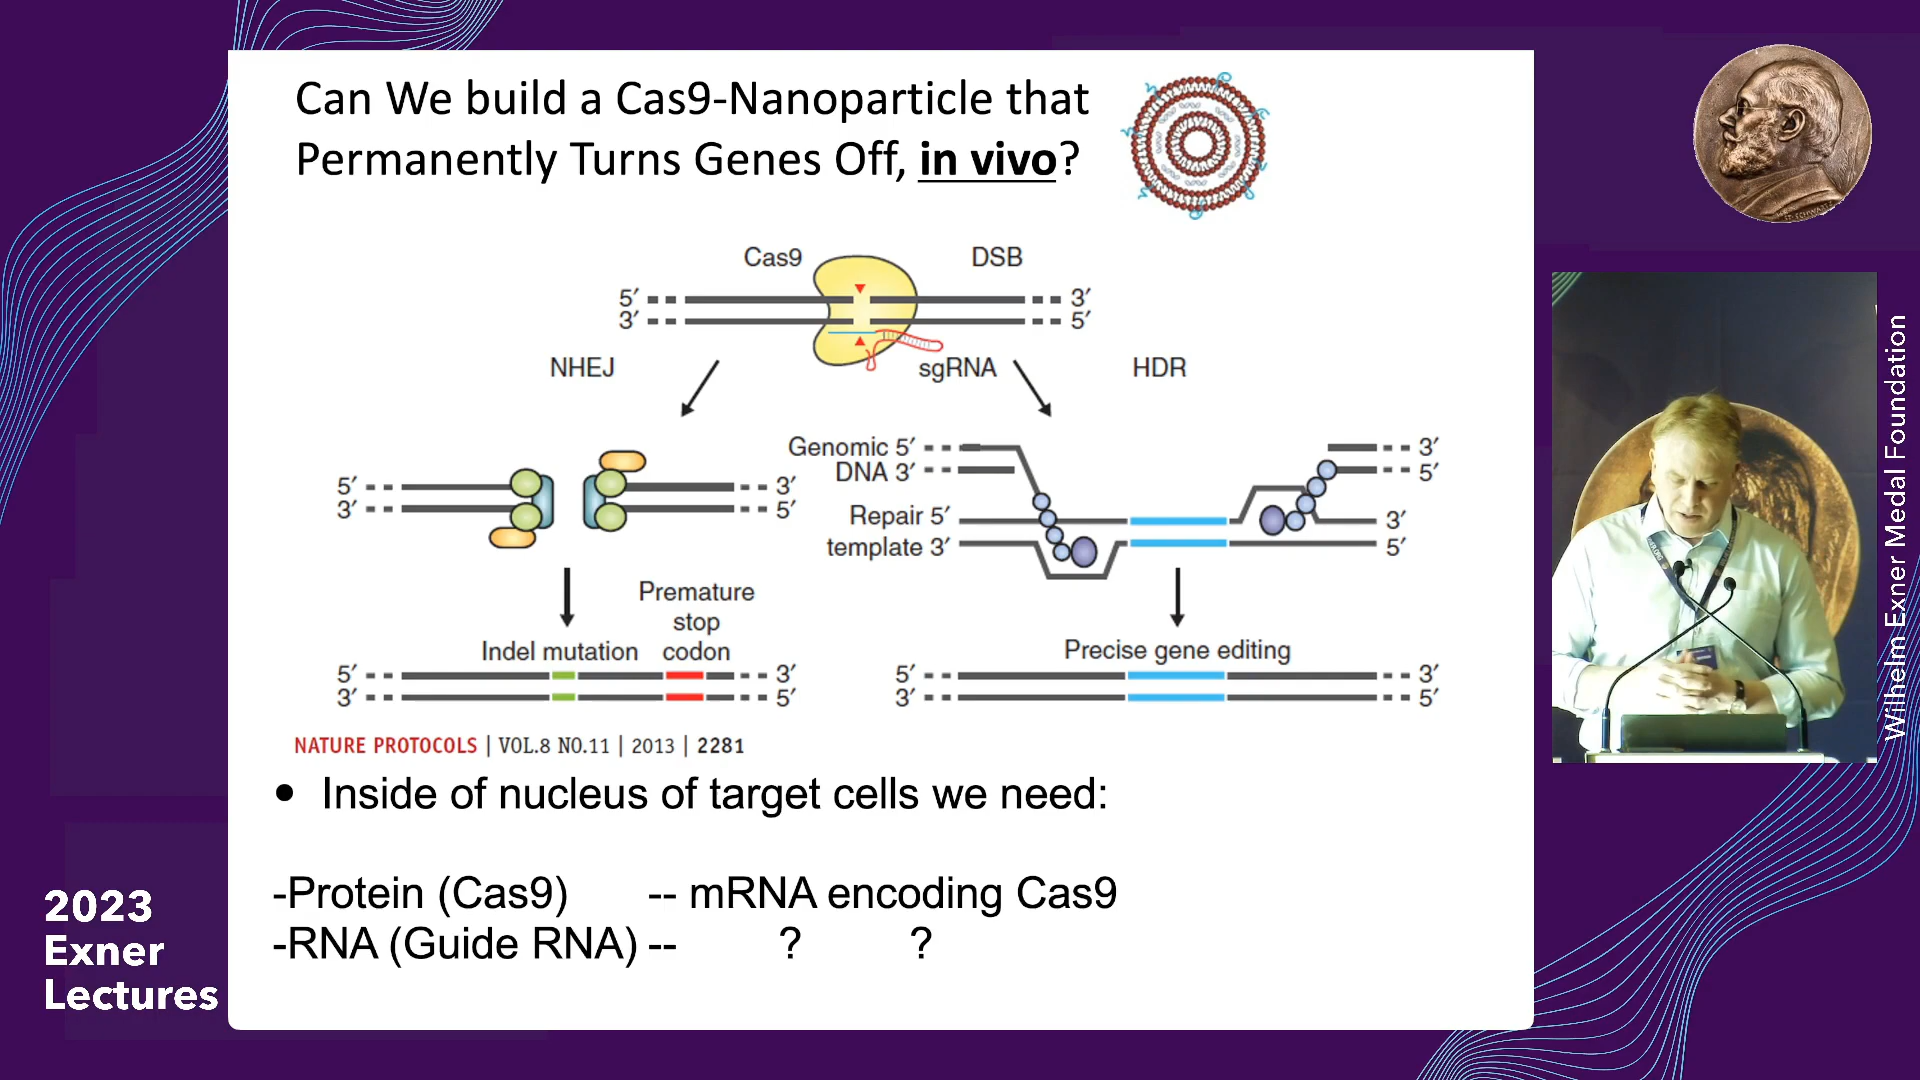 Can We build a Cas9-Nanoparticle that
Permanently Turns Genes Off, in vivo?
Cas9 DSB
5′ 3′
3′ 5′
NHEJ sgRNA HDR
Genomic 5′ 3′
DNA 3′ 5′
5′ 3′
3′ 5′
Repair 5′ 3′
template 3′ 5′
Premature
stop
Indel mutation codon
5′ 3′
3′ 5′
Precise gene editing
5′ 3′
3′ 5′
NATURE PROTOCOLS | VOL.8 NO.11 | 2013 | 2281
• Inside of nucleus of target cells we need:
-Protein (Cas9) -- mRNA encoding Cas9
-RNA (Guide RNA) -- ? ?
2023
Exner
Lectures
Wilhelm Exner Medal Foundation